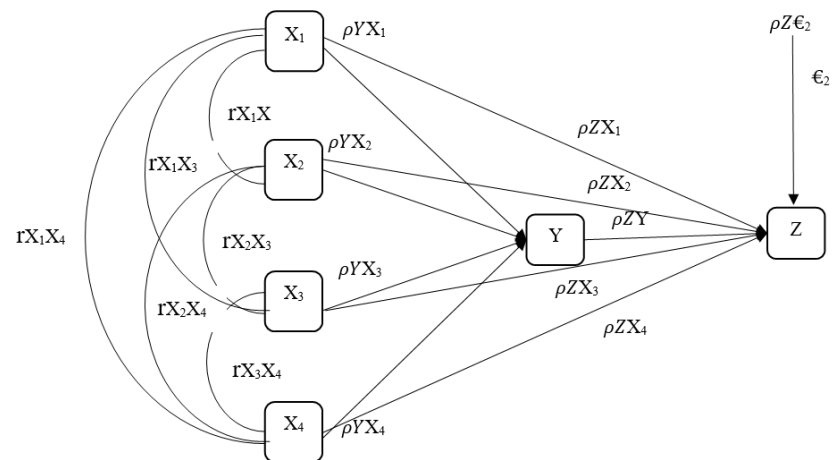 X₁
ρYX₁
ρZ€₂
€₂
rX₁X
ρZX₁
ρYX₂
X₂
rX₁X₃
ρZX₂
ρZY
Y
Z
rX₁X₄
rX₂X₃
ρYX₃
X₃
ρZX₃
rX₂X₄
ρZX₄
rX₃X₄
X₄
ρYX₄